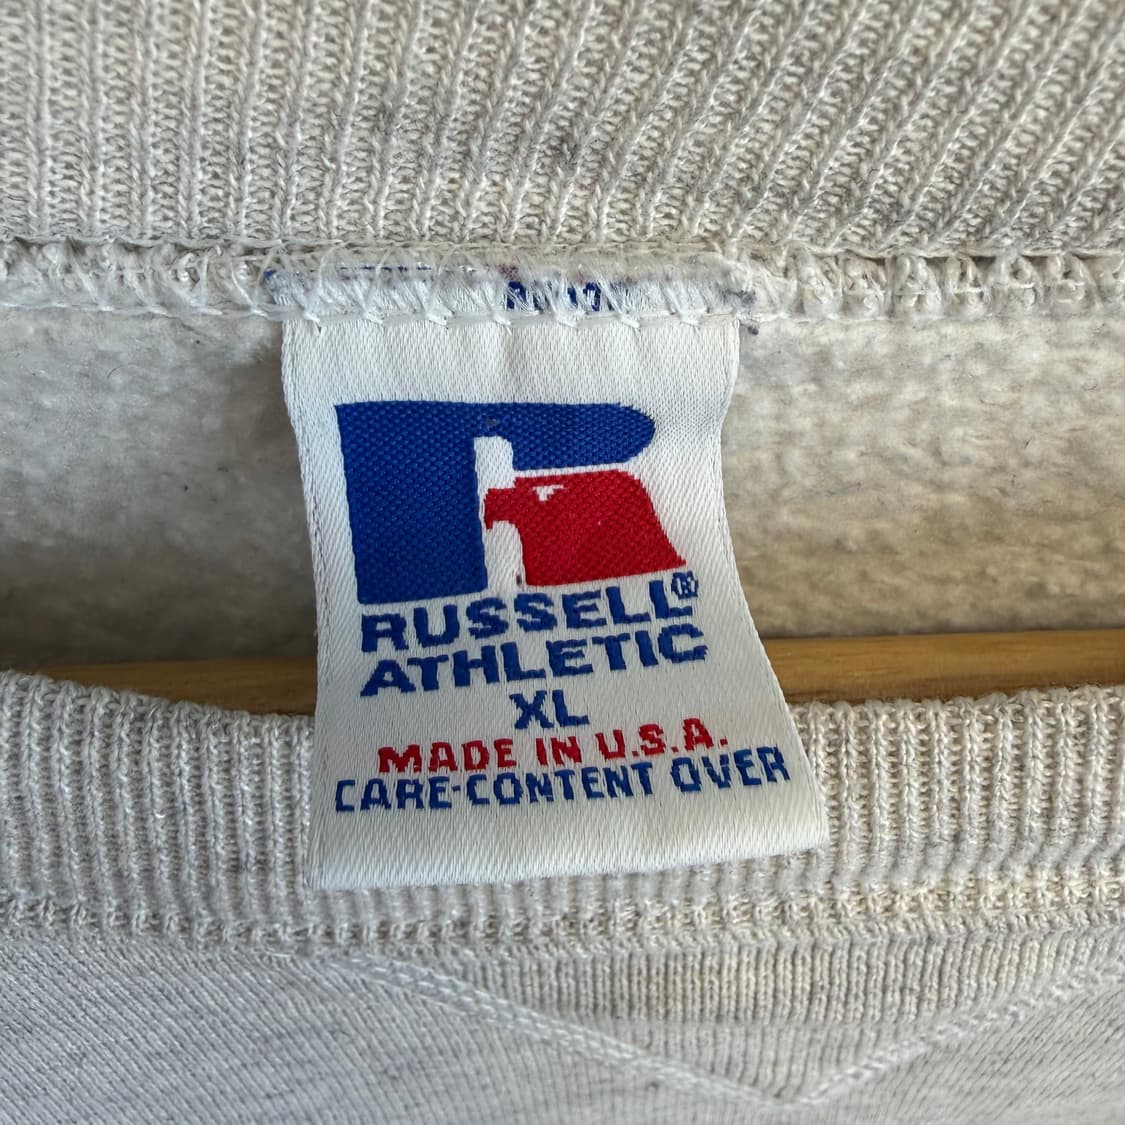 RUSSELL®
ATHLETIC
XL
MADE IN U.S.A.
CARE-CONTENT OVER